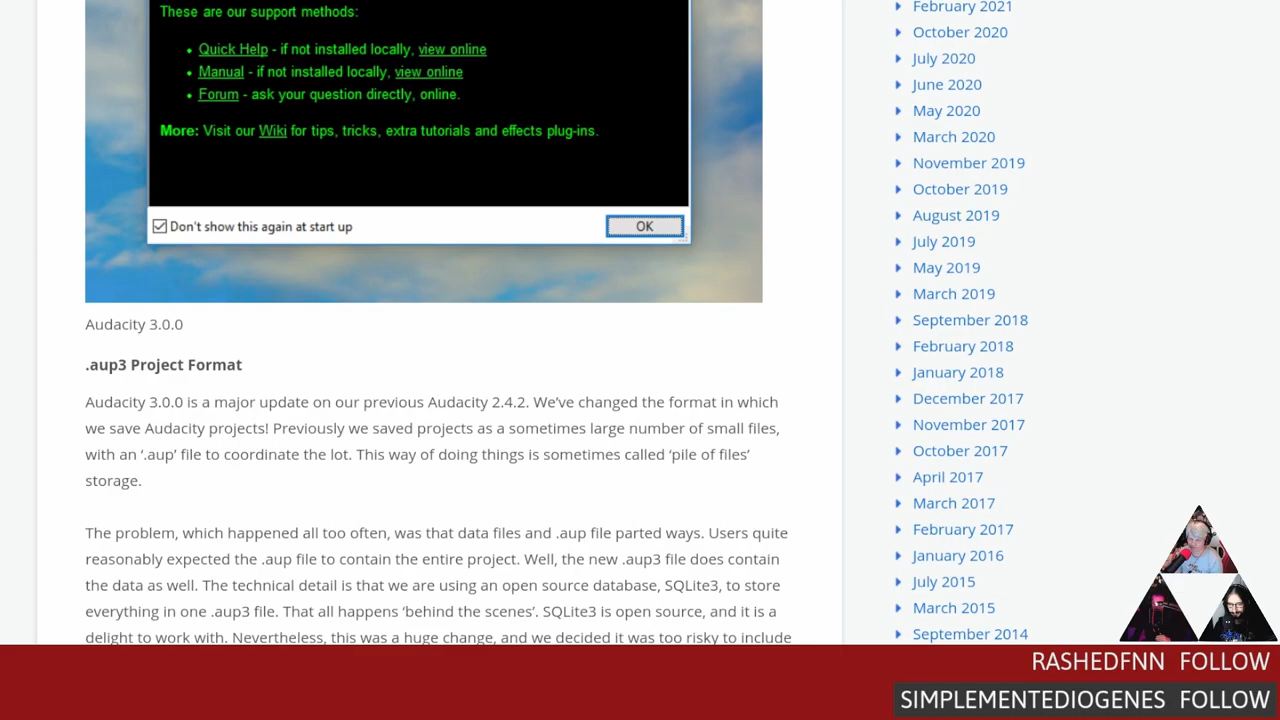 These are our support methods:
• Quick Help - if not installed locally, view online
• Manual - if not installed locally, view online
• Forum - ask your question directly, online.
More: Visit our Wiki for tips, tricks, extra tutorials and effects plug-ins.
Don't show this again at start up
OK
Audacity 3.0.0
.aup3 Project Format
Audacity 3.0.0 is a major update on our previous Audacity 2.4.2. We’ve changed the format in which
we save Audacity projects! Previously we saved projects as a sometimes large number of small files,
with an ‘.aup’ file to coordinate the lot. This way of doing things is sometimes called ‘pile of files’
storage.
The problem, which happened all too often, was that data files and .aup file parted ways. Users quite
reasonably expected the .aup file to contain the entire project. Well, the new .aup3 file does contain
the data as well. The technical detail is that we are using an open source database, SQLite3, to store
everything in one .aup3 file. That all happens ‘behind the scenes’. SQLite3 is open source, and it is a
delight to work with. Nevertheless, this was a huge change, and we decided it was too risky to include
February 2021
October 2020
July 2020
June 2020
May 2020
March 2020
November 2019
October 2019
August 2019
July 2019
May 2019
March 2019
September 2018
February 2018
January 2018
December 2017
November 2017
October 2017
April 2017
March 2017
February 2017
January 2016
July 2015
March 2015
September 2014
RASHEDFNN FOLLOW
SIMPLEMENTEDIOGENES FOLLOW